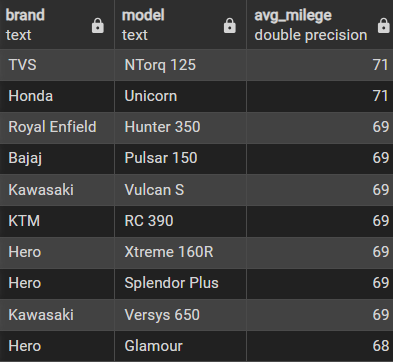 brand model avg_milege
text text double precision
TVS NTorq 125 71
Honda Unicorn 71
Royal Enfield Hunter 350 69
Bajaj Pulsar 150 69
Kawasaki Vulcan S 69
KTM RC 390 69
Hero Xtreme 160R 69
Hero Splendor Plus 69
Kawasaki Versys 650 69
Hero Glamour 68